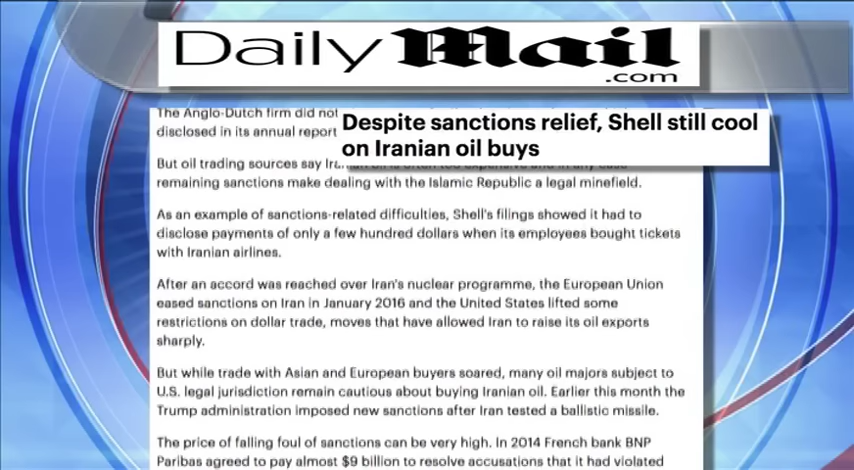 Daily Mail
.com
Despite sanctions relief, Shell still cool
on Iranian oil buys
The Anglo-Dutch firm did not
disclosed in its annual report
But oil trading sources say
remaining sanctions make dealing with the Islamic Republic a legal minefield.
As an example of sanctions-related difficulties, Shell's filings showed it had to
disclose payments of only a few hundred dollars when its employees bought tickets
with Iranian airlines.
After an accord was reached over Iran's nuclear programme, the European Union
eased sanctions on Iran in January 2016 and the United States lifted some
restrictions on dollar trade, moves that have allowed Iran to raise its oil exports
sharply.
But while trade with Asian and European buyers soared, many oil majors subject to
U.S. legal jurisdiction remain cautious about buying Iranian oil. Earlier this month the
Trump administration imposed new sanctions after Iran tested a ballistic missile.
The price of falling foul of sanctions can be very high. In 2014 French bank BNP
Paribas agreed to pay almost $9 billion to resolve accusations that it had violated